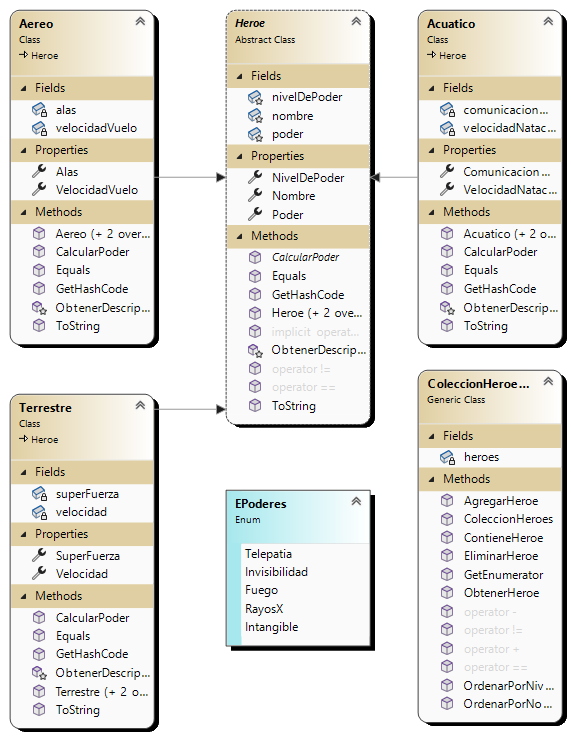 Aereo
Class
Heroe
Fields
alas
velocidadVuelo
Properties
Alas
VelocidadVuelo
Methods
Aereo (+ 2 over...
CalcularPoder
Equals
GetHashCode
ObtenerDescrip...
ToString
Heroe
Abstract Class
Fields
nivelDePoder
nombre
poder
Properties
NivelDePoder
Nombre
Poder
Methods
CalcularPoder
Equals
GetHashCode
Heroe (+ 2 ove...
implicit operat...
ObtenerDescrip...
operator !=
operator ==
ToString
Acuatico
Class
Heroe
Fields
comunicacion...
velocidadNatac...
Properties
Comunicacion ...
VelocidadNatac...
Methods
Acuatico (+ 2 o...
CalcularPoder
Equals
GetHashCode
ObtenerDescrip...
ToString
Terrestre
Class
Heroe
Fields
superFuerza
velocidad
Properties
SuperFuerza
Velocidad
Methods
CalcularPoder
Equals
GetHashCode
ObtenerDescrip...
Terrestre (+ 2 o...
ToString
EPoderes
Enum
Telepatia
Invisibilidad
Fuego
RayosX
Intangible
ColeccionHeroe...
Generic Class
Fields
heroes
Methods
AgregarHeroe
ColeccionHeroes
ContieneHeroe
EliminarHeroe
GetEnumerator
ObtenerHeroe
operator -
operator !=
operator +
operator ==
OrdenarPorNiv...
OrdenarPorNo...